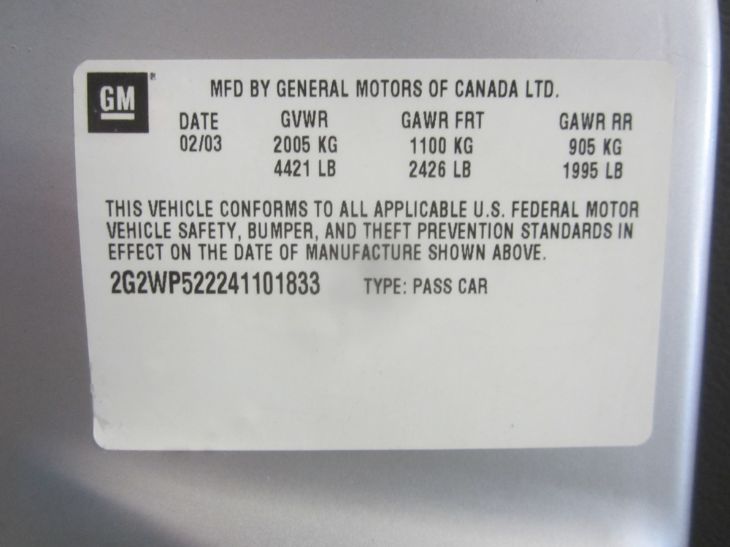 GM
MFD BY GENERAL MOTORS OF CANADA LTD.
DATE GVWR GAWR FRT GAWR RR
02/03 2005 KG 1100 KG 905 KG
4421 LB 2426 LB 1995 LB
THIS VEHICLE CONFORMS TO ALL APPLICABLE U.S. FEDERAL MOTOR
VEHICLE SAFETY, BUMPER, AND THEFT PREVENTION STANDARDS IN
EFFECT ON THE DATE OF MANUFACTURE SHOWN ABOVE.
2G2WP522241101833 TYPE: PASS CAR